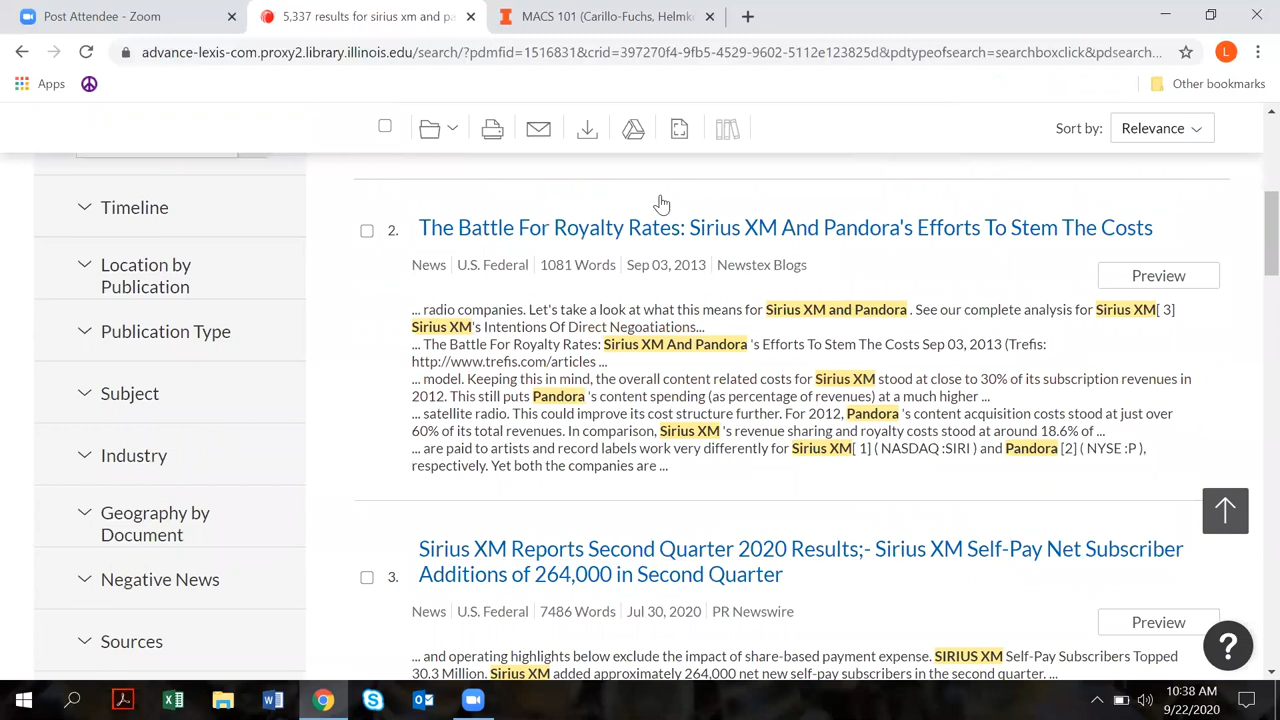 Post Attendee - Zoom
5,337 results for sirius xm and pa
MACS 101 (Carillo-Fuchs, Helmk
advance-lexis-com.proxy2.library.illinois.edu/search/?pdmfid=1516831&crid=397270f4-9fb5-4529-9602-5112e123825d&pdtypeofsearch=searchboxclick&pdsearch...
L
Apps
Other bookmarks
Sort by: Relevance
Timeline
Location by
Publication
Publication Type
Subject
Industry
Geography by
Document
Negative News
Sources
2. The Battle For Royalty Rates: Sirius XM And Pandora's Efforts To Stem The Costs
News U.S. Federal 1081 Words Sep 03, 2013 Newstex Blogs
Preview
... radio companies. Let's take a look at what this means for Sirius XM and Pandora . See our complete analysis for Sirius XM[ 3]
Sirius XM's Intentions Of Direct Negoatiations...
... The Battle For Royalty Rates: Sirius XM And Pandora 's Efforts To Stem The Costs Sep 03, 2013 (Trefis:
http://www.trefis.com/articles ...
... model. Keeping this in mind, the overall content related costs for Sirius XM stood at close to 30% of its subscription revenues in
2012. This still puts Pandora 's content spending (as percentage of revenues) at a much higher ...
... satellite radio. This could improve its cost structure further. For 2012, Pandora 's content acquisition costs stood at just over
60% of its total revenues. In comparison, Sirius XM 's revenue sharing and royalty costs stood at around 18.6% of ...
... are paid to artists and record labels work very differently for Sirius XM[ 1] ( NASDAQ :SIRI ) and Pandora [2] ( NYSE :P ),
respectively. Yet both the companies are ...
3. Sirius XM Reports Second Quarter 2020 Results;- Sirius XM Self-Pay Net Subscriber
Additions of 264,000 in Second Quarter
News U.S. Federal 7486 Words Jul 30, 2020 PR Newswire
Preview
... and operating highlights below exclude the impact of share-based payment expense. SIRIUS XM Self-Pay Subscribers Topped
30.3 Million. Sirius XM added approximately 264,000 net new self-pay subscribers in the second quarter. ...
?
10:38 AM
9/22/2020